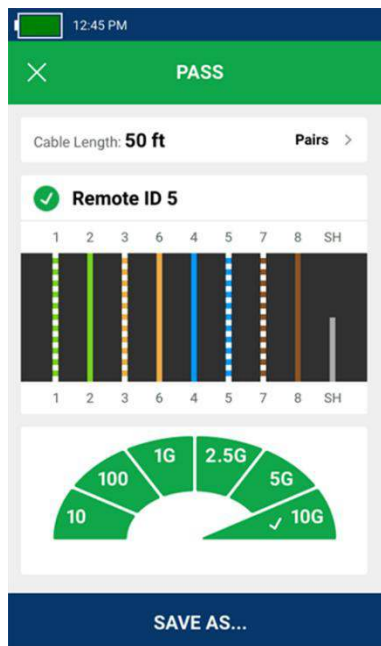 12:45 PM
PASS
Cable Length: 50 ft Pairs >
Remote ID 5
1 2 3 6 4 5 7 8 SH
1 2 3 6 4 5 7 8 SH
10 100 1G 2.5G 5G 10G
SAVE AS...